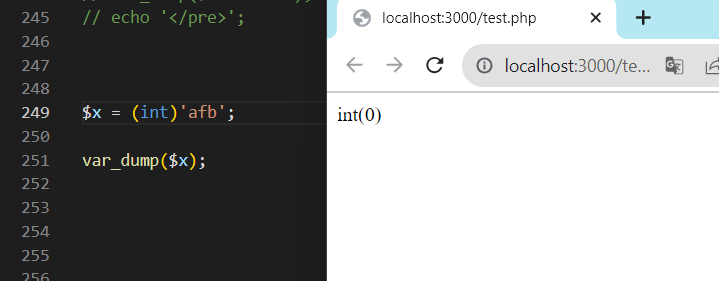 245 // echo '</pre>';
246
247
248
249 $x = (int)'afb';
250
251 var_dump($x);
252
253
254
255
256
localhost:3000/test.php
localhost:3000/te...
int(0)